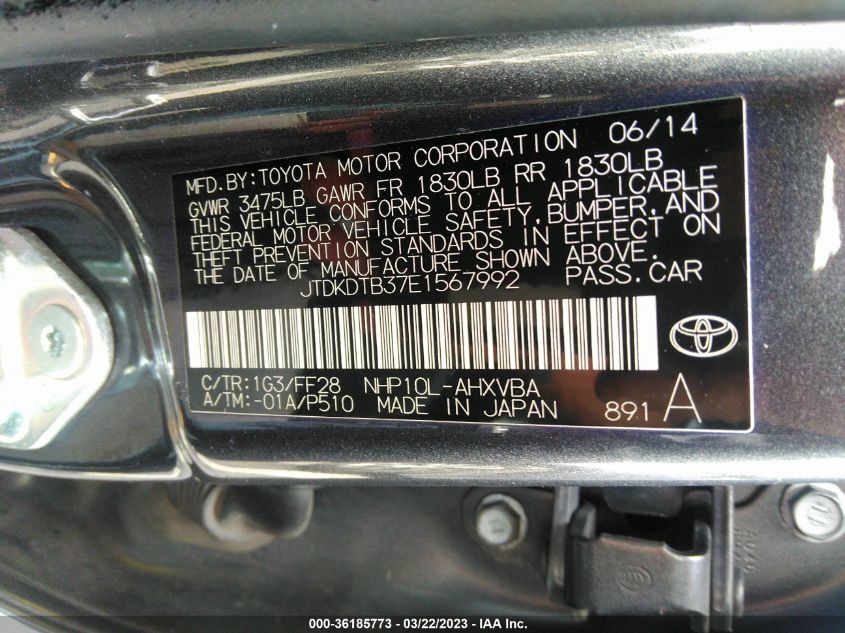 MFD. BY: TOYOTA MOTOR CORPORATION 06/14
GVWR 3475LB GAWR FR 1830LB RR 1830LB
THIS VEHICLE CONFORMS TO ALL APPLICABLE
FEDERAL MOTOR VEHICLE SAFETY, BUMPER, AND
THEFT PREVENTION STANDARDS IN EFFECT ON
THE DATE OF MANUFACTURE SHOWN ABOVE.
JTDKDTB37E1567992 PASS. CAR
C/TR: 1G3/FF28 NHP10L-AHXVBA
A/TM: -01A/P510 MADE IN JAPAN 891 A
000-36185773 - 03/22/2023 - IAA Inc.